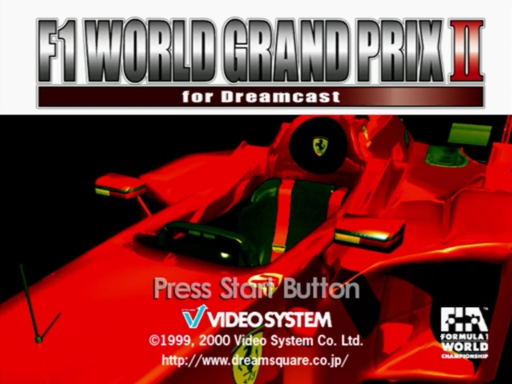 F1 WORLD GRAND PRIX II
for Dreamcast
Press Start Button
VIDEO SYSTEM
©1999, 2000 Video System Co. Ltd.
http://www.dreamsquare.co.jp/
FIA™
FORMULA 1
WORLD
CHAMPIONSHIP